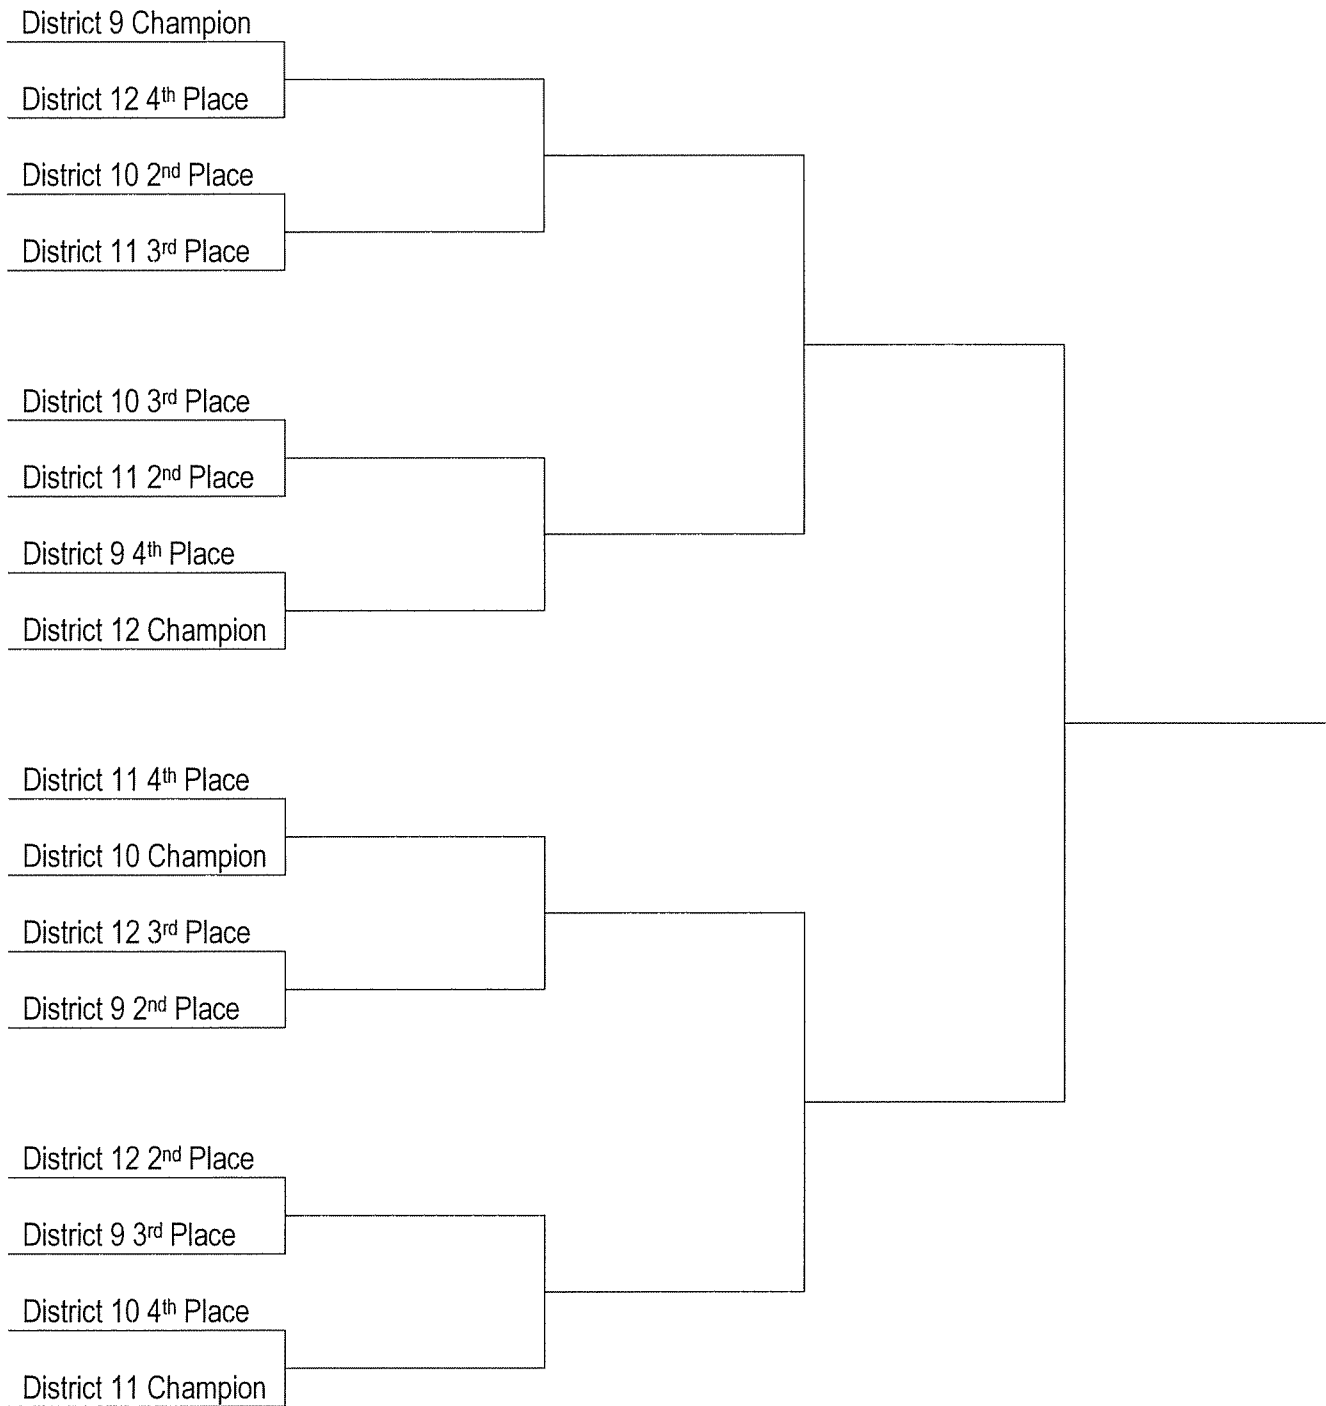 District 9 Champion
District 12 4th Place
District 10 2nd Place
District 11 3rd Place
District 10 3rd Place
District 11 2nd Place
District 9 4th Place
District 12 Champion
District 11 4th Place
District 10 Champion
District 12 3rd Place
District 9 2nd Place
District 12 2nd Place
District 9 3rd Place
District 10 4th Place
District 11 Champion